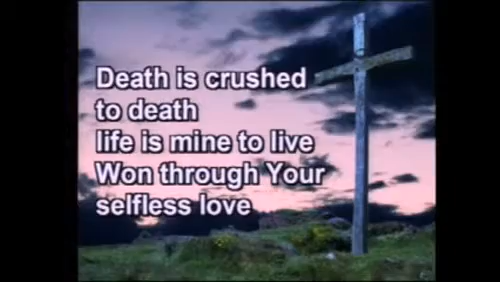 Death is crushed
to death
life is mine to live
Won through Your
selfless love